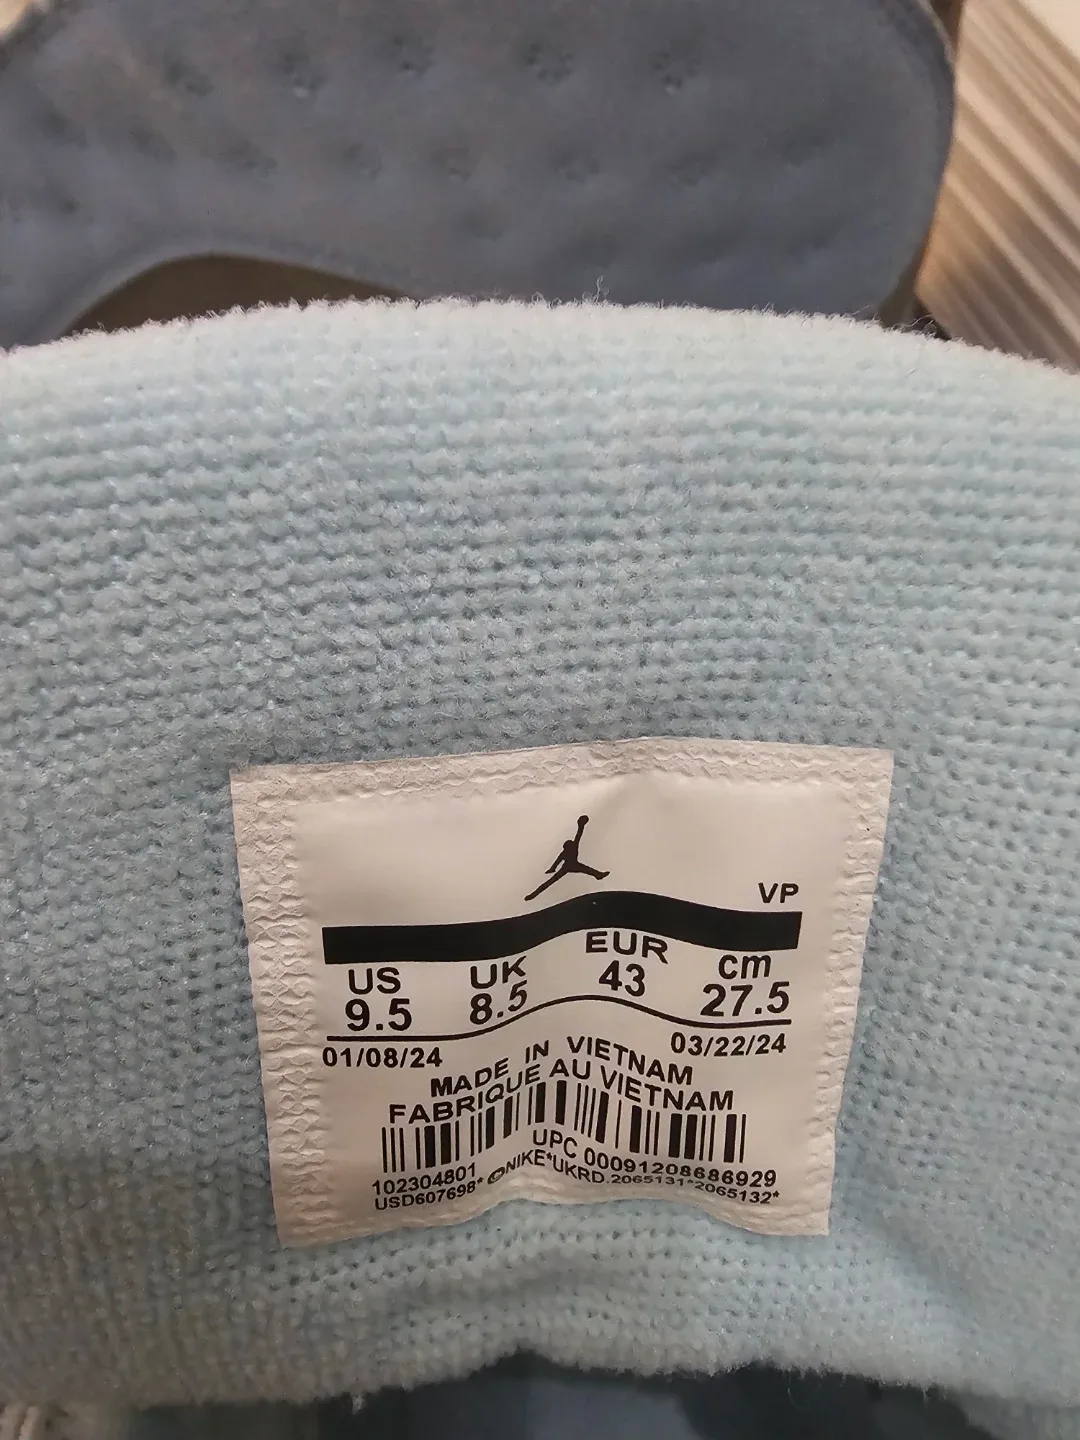 VP
US UK EUR cm
9.5 8.5 43 27.5
01/08/24 03/22/24
MADE IN VIETNAM
FABRIQUE AU VIETNAM
UPC 00091208686929
102304801
USD607698* ©NIKE*UKRD.2065131*2065132*